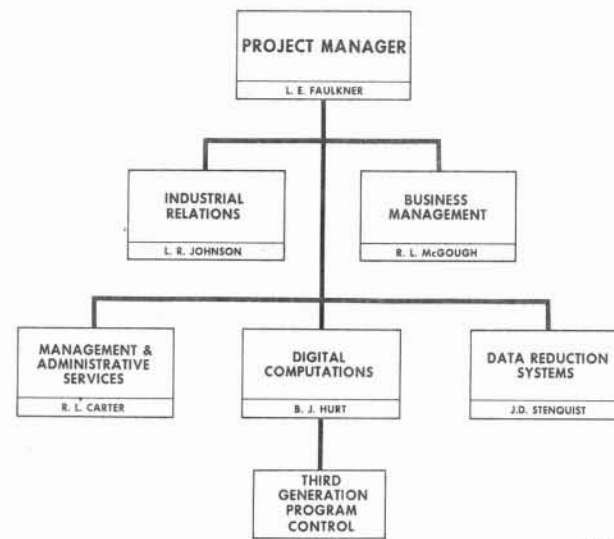 PROJECT MANAGER
L. E. FAULKNER
INDUSTRIAL
RELATIONS
L. R. JOHNSON
BUSINESS
MANAGEMENT
R. L. McGOUGH
MANAGEMENT &
ADMINISTRATIVE
SERVICES
R. L. CARTER
DIGITAL
COMPUTATIONS
B. J. HURT
DATA REDUCTION
SYSTEMS
J.D. STENQUIST
THIRD
GENERATION
PROGRAM
CONTROL